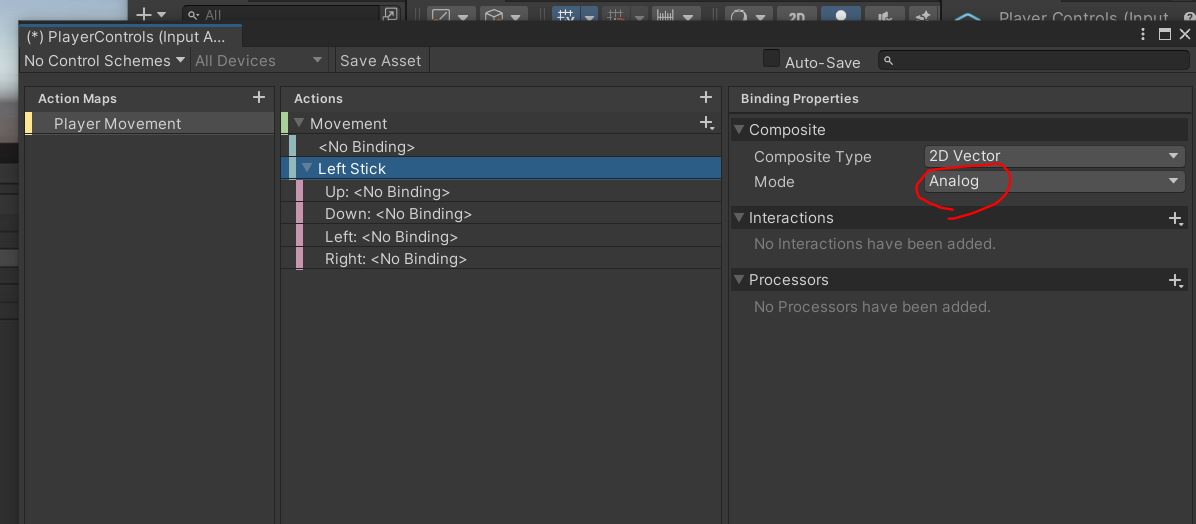 All
2D
Player Controls (Input
(*) PlayerControls (Input A...
No Control Schemes
All Devices
Save Asset
Auto-Save
Action Maps
Actions
Binding Properties
Player Movement
Movement
<No Binding>
Left Stick
Up: <No Binding>
Down: <No Binding>
Left: <No Binding>
Right: <No Binding>
Composite
Composite Type
2D Vector
Mode
Analog
Interactions
No Interactions have been added.
Processors
No Processors have been added.